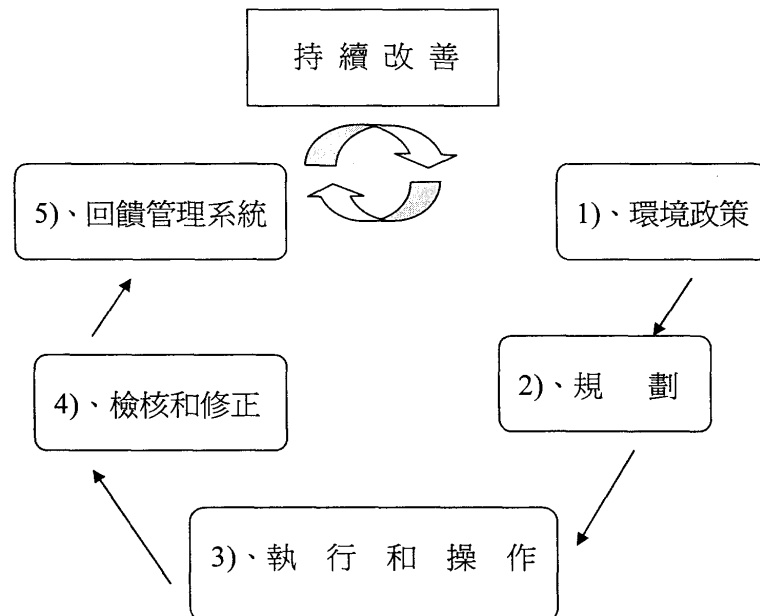 持續改善
5)、回饋管理系統
1)、環境政策
4)、檢核和修正
2)、規劃
3)、執行和操作